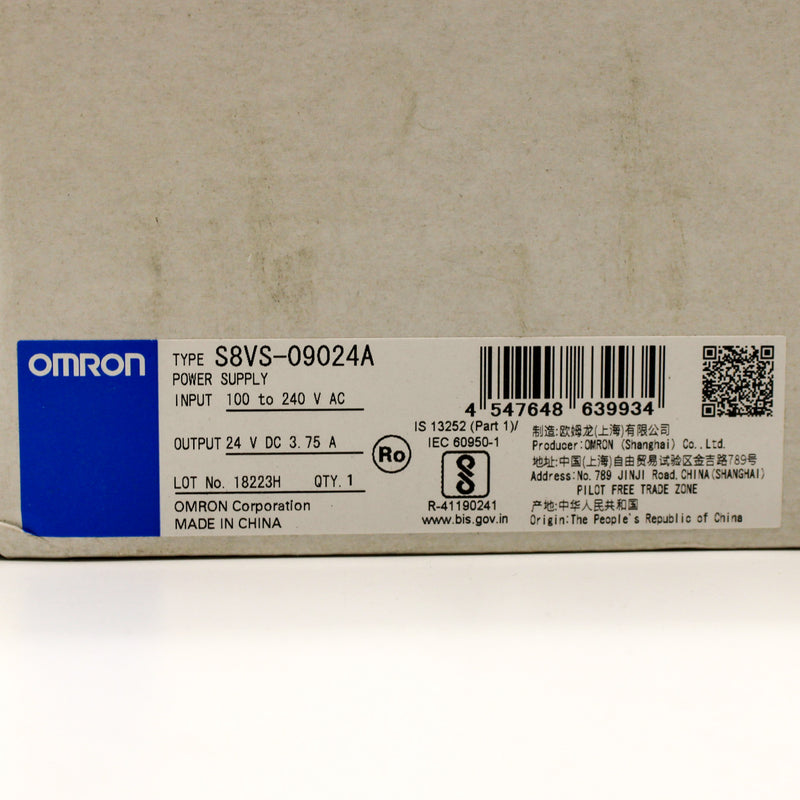 OMRON
TYPE S8VS-09024A
POWER SUPPLY
INPUT 100 to 240 V AC
OUTPUT 24 V DC 3.75 A
LOT No. 18223H QTY. 1
OMRON Corporation
MADE IN CHINA
Ro
4 547648 639934
IS 13252 (Part 1)/
IEC 60950-1
R-41190241
www.bis.gov.in
制造:欧姆龙(上海)有限公司
Producer:OMRON (Shanghai) Co.,Ltd.
地址:中国(上海)自由贸易试验区金吉路789号
Address:No.789 JINJI Road,CHINA(SHANGHAI)
PILOT FREE TRADE ZONE
产地:中华人民共和国
Origin:The People's Republic of China